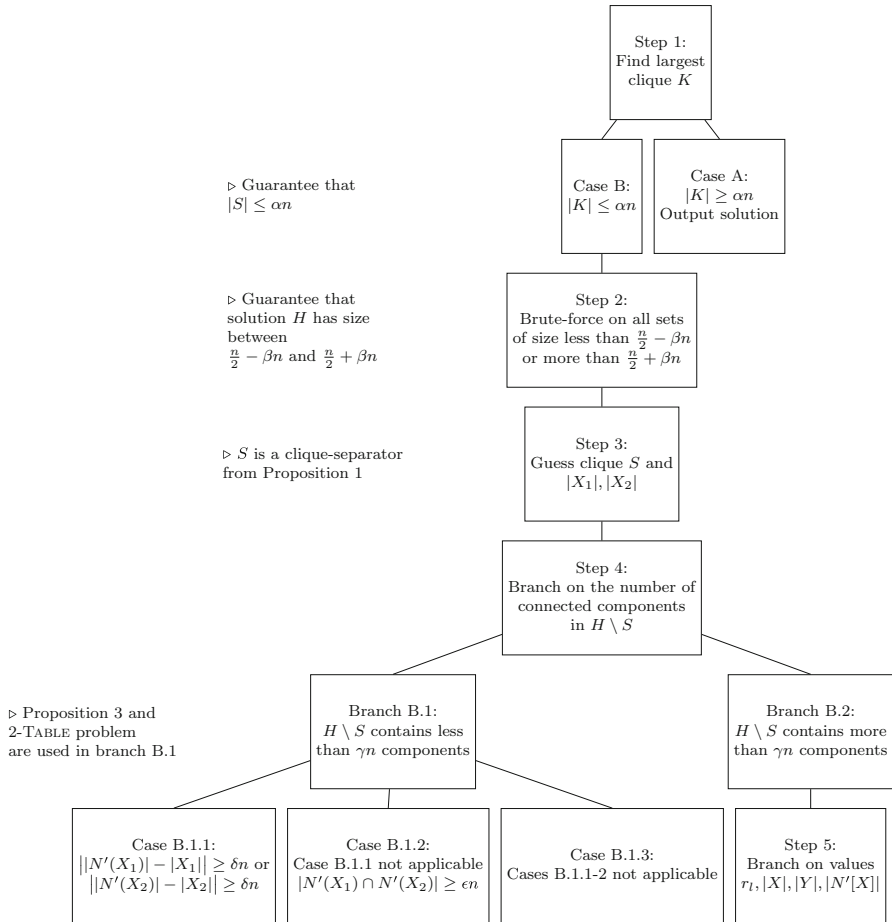 Step 1:
Find largest
clique K
▷ Guarantee that
|S| ≤ αn
Case B:
|K| ≤ αn
Case A:
|K| ≥ αn
Output solution
▷ Guarantee that
solution H has size
between
n/2 − βn and n/2 + βn
Step 2:
Brute-force on all sets
of size less than n/2 − βn
or more than n/2 + βn
▷ S is a clique-separator
from Proposition 1
Step 3:
Guess clique S and
|X₁|, |X₂|
Step 4:
Branch on the number of
connected components
in H \ S
▷ Proposition 3 and
2-TABLE problem
are used in branch B.1
Branch B.1:
H \ S contains less
than γn components
Branch B.2:
H \ S contains more
than γn components
Case B.1.1:
||N′(X₁)| − |X₁|| ≥ δn or
||N′(X₂)| − |X₂|| ≥ δn
Case B.1.2:
Case B.1.1 not applicable
|N′(X₁) ∩ N′(X₂)| ≥ ϵn
Case B.1.3:
Cases B.1.1-2 not applicable
Step 5:
Branch on values
rₗ, |X|, |Y|, |N′[X]|